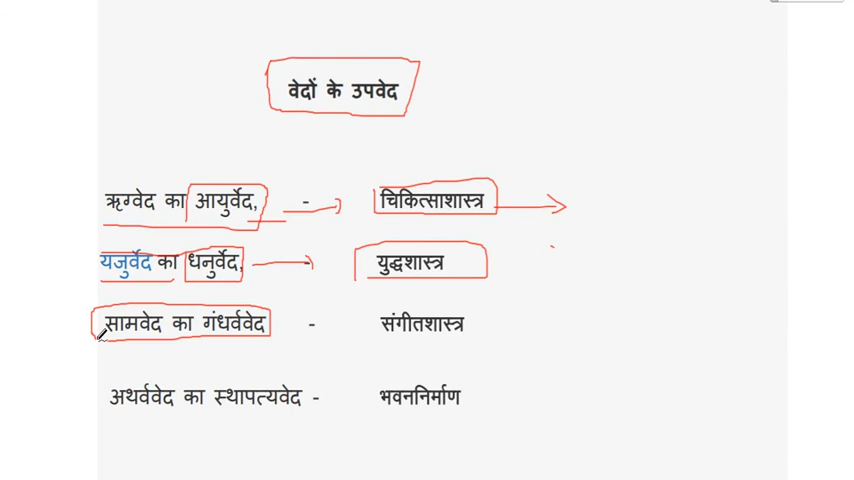 वेदों के उपवेद
ऋग्वेद का आयुर्वेद, - चिकित्साशास्त्र
यजुर्वेद का धनुर्वेद, - युद्धशास्त्र
सामवेद का गंधर्ववेद - संगीतशास्त्र
अथर्ववेद का स्थापत्यवेद - भवननिर्माण